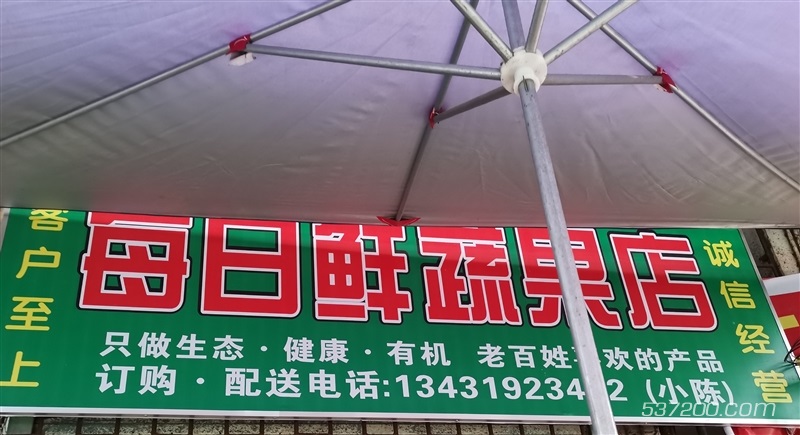 客户至上
每日鲜蔬果店
诚信经营
只做生态·健康·有机 老百姓喜欢的产品
订购·配送电话:134319234 2 (小陈)
537200.com